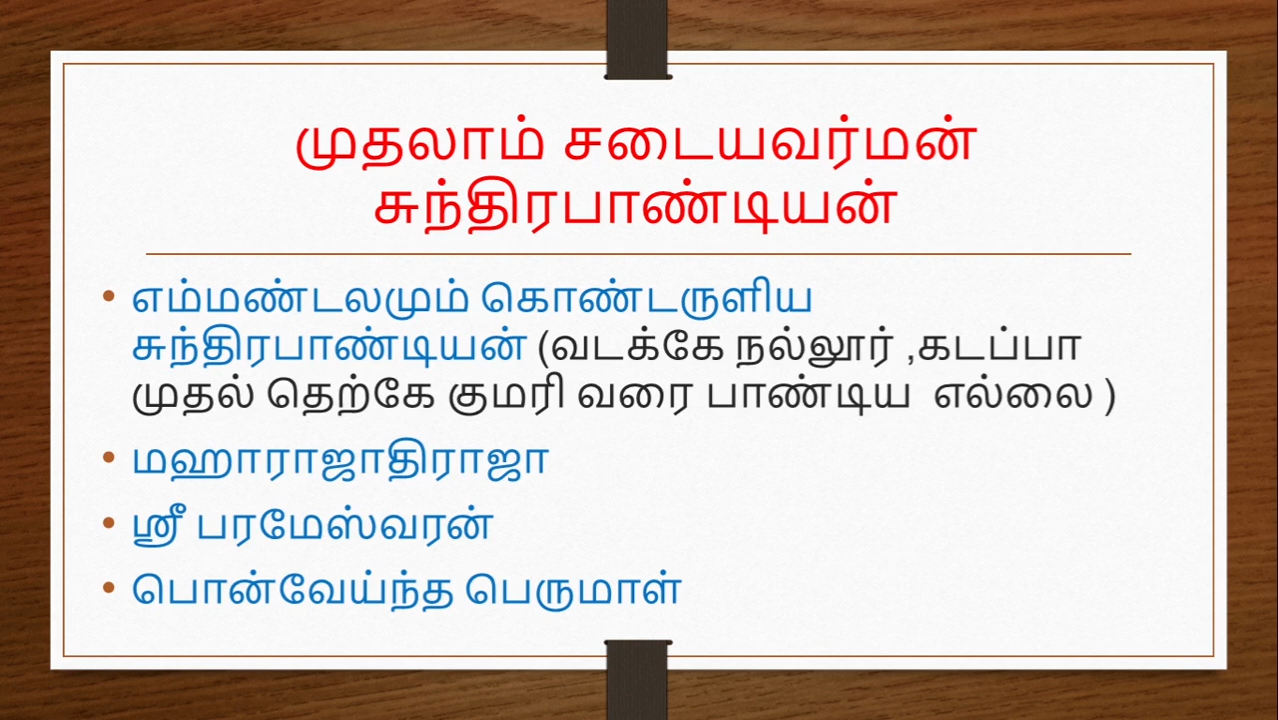 முதலாம் சடையவர்மன்
சுந்திரபாண்டியன்
• எம்மண்டலமும் கொண்டருளிய
சுந்திரபாண்டியன் (வடக்கே நல்லூர் ,கடப்பா
முதல் தெற்கே குமரி வரை பாண்டிய எல்லை )
• மஹாராஜாதிராஜா
• ஸ்ரீ பரமேஸ்வரன்
• பொன்வேய்ந்த பெருமாள்